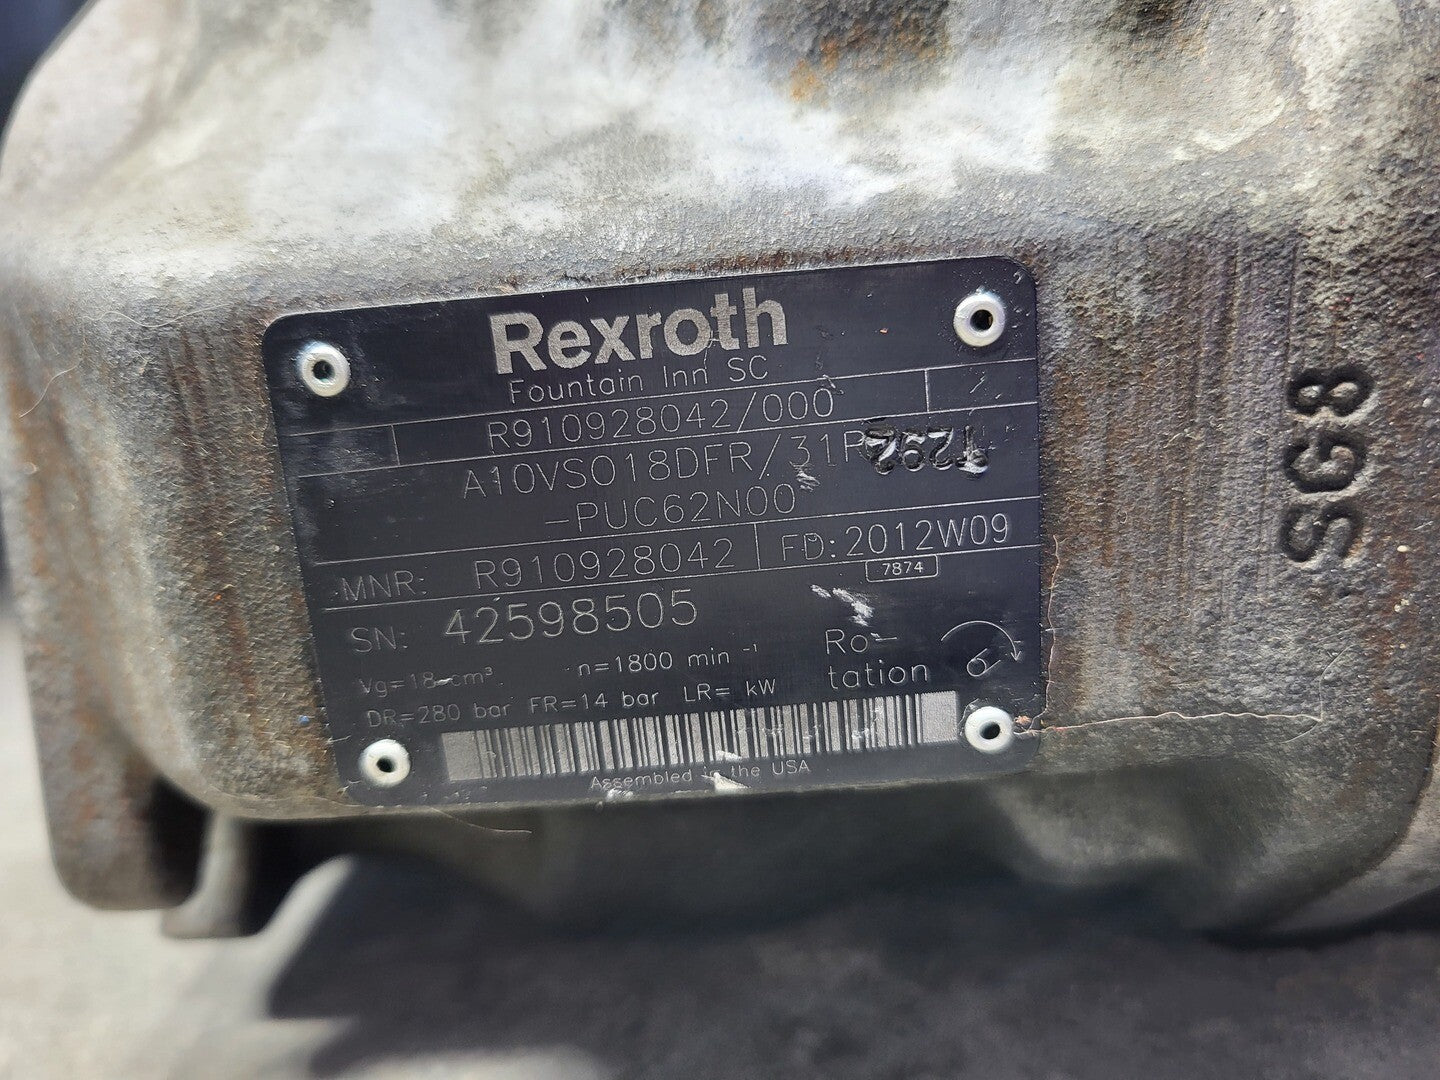 Rexroth
Fountain Inn SC
R910928042/000
A10VSO18DFR/31R
-PUC62N00
MNR: R910928042 FD:2012W09
7874
SN: 42598505
Vg=18 cm³ n=1800 min⁻¹
Ro-
tation
DR=280 bar FR=14 bar LR= kW
Assembled in the USA
SG8